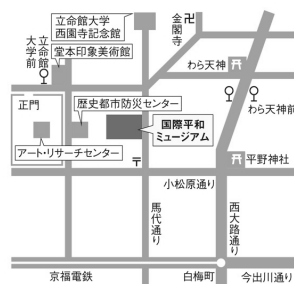 立命館大学
西園寺記念館
金閣寺
卍
立命館
大学前
堂本印象美術館
わら天神
わら天神前
正門
歴史都市防災センター
国際平和
ミュージアム
アート・リサーチセンター
〒
平野神社
小松原通り
馬代通り
西大路通り
京福電鉄
白梅町
今出川通り